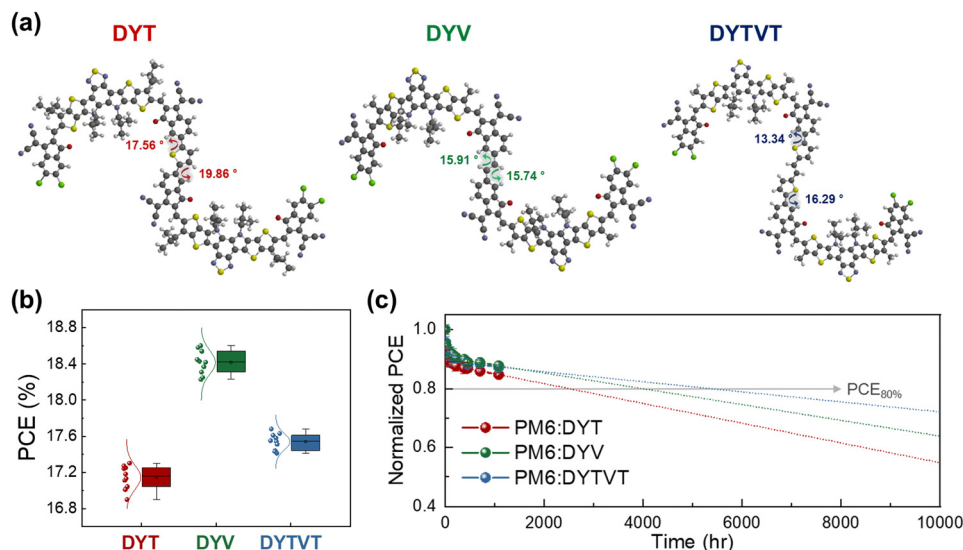 (a)
DYT
DYV
DYTVT
17.56 °
19.86 °
15.91 °
15.74 °
13.34 °
16.29 °
(b)
PCE (%)
18.8
18.4
18.0
17.6
17.2
16.8
DYT
DYV
DYTVT
(c)
Normalized PCE
1.0
0.8
0.6
0.4
PCE80%
PM6:DYT
PM6:DYV
PM6:DYTVT
0
2000
4000
6000
8000
10000
Time (hr)